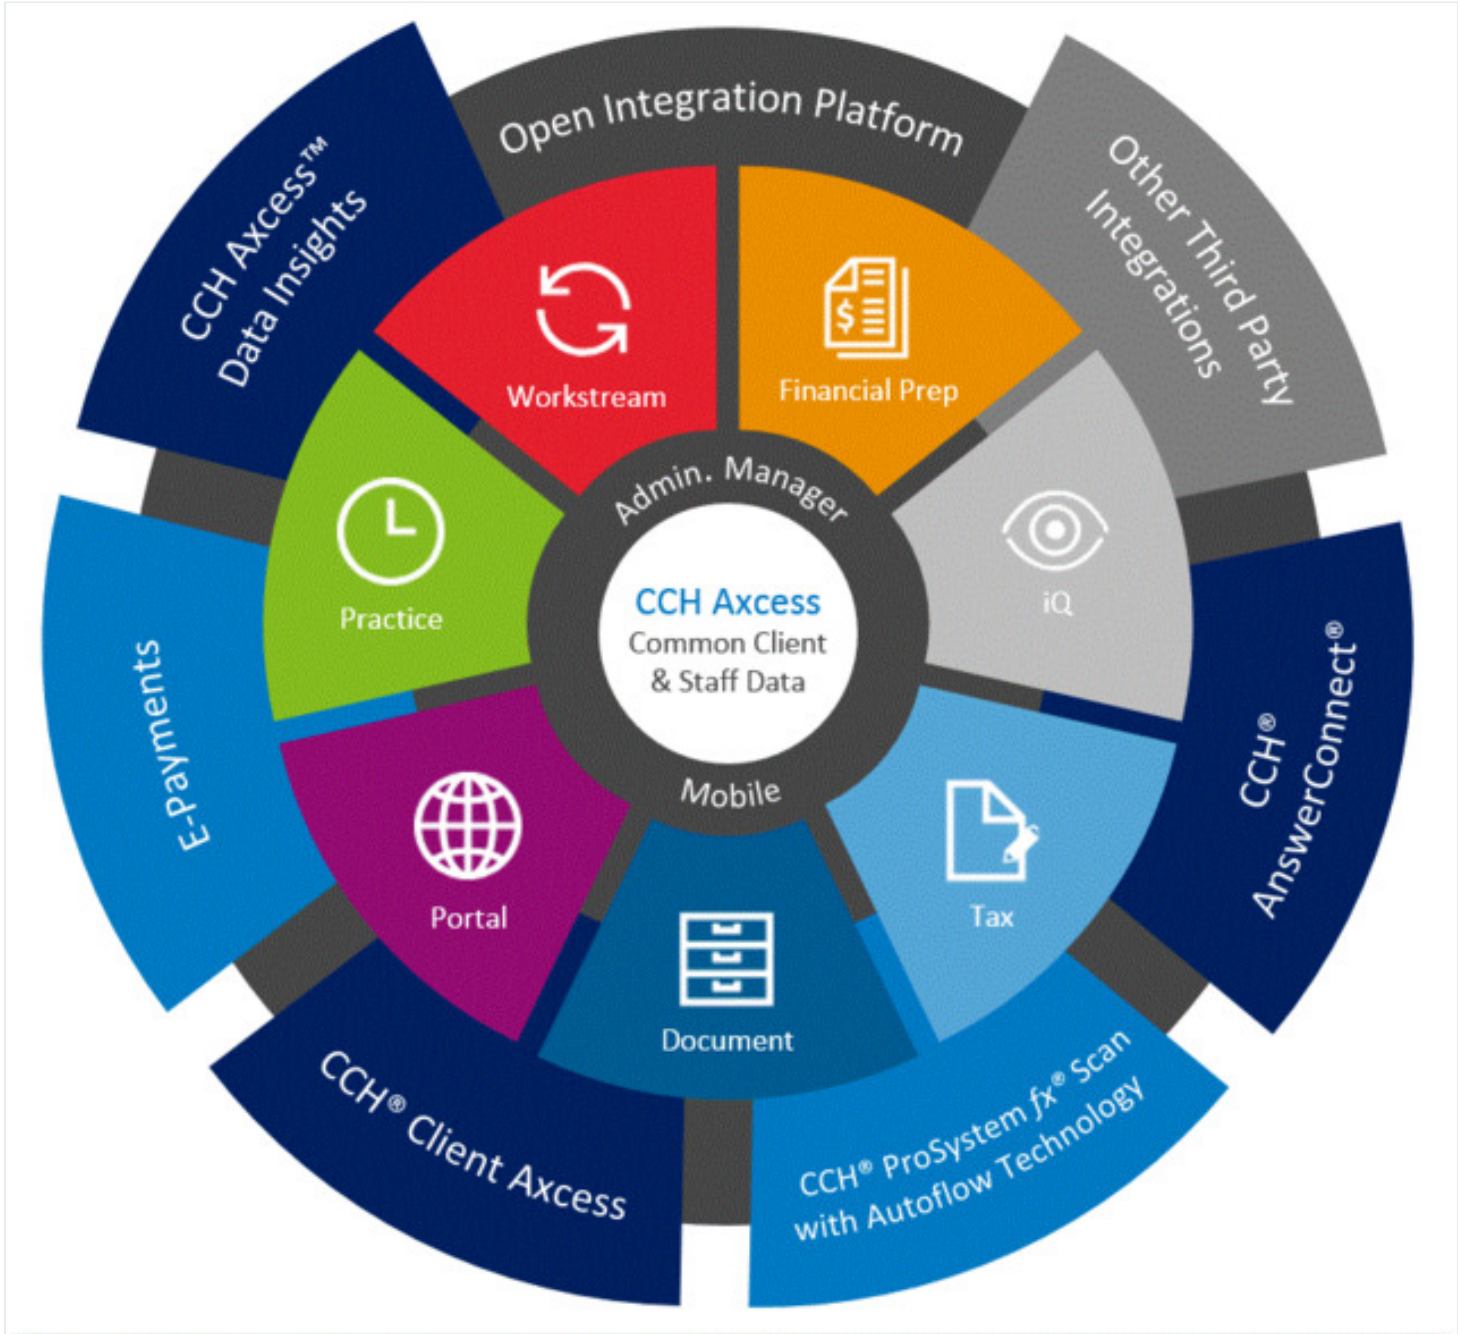 Open Integration Platform
CCH Axcess™
Data Insights
Other Third Party
Integrations
Workstream
Financial Prep
Practice
iQ
Admin. Manager
CCH Axcess
Common Client
& Staff Data
Mobile
E-Payments
CCH®
AnswerConnect®
Portal
Tax
Document
CCH® Client Axcess
CCH® ProSystem fx® Scan
with Autoflow Technology
$